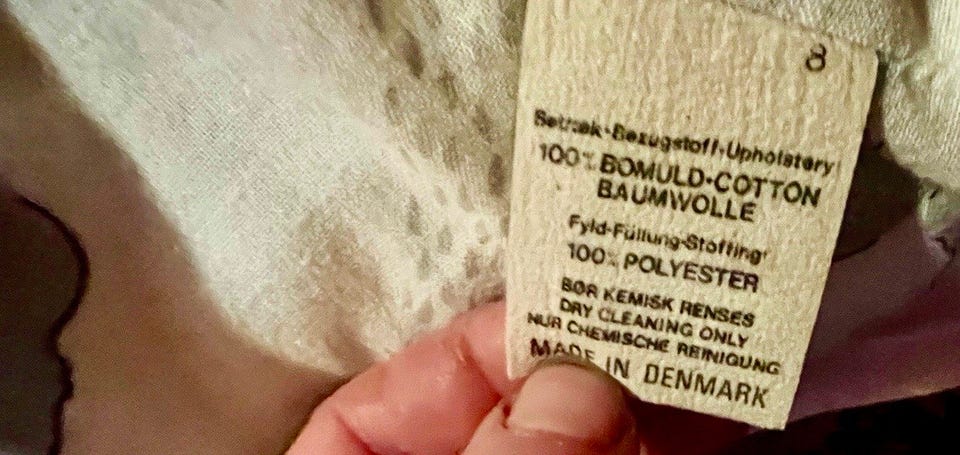 8
Betræk·Bezugstoff·Upholstery
100% BOMULD·COTTON
BAUMWOLLE
Fyld-Füllung-Stoffing
100% POLYESTER
BØR KEMISK RENSES
DRY CLEANING ONLY
NUR CHEMISCHE REINIGUNG
MADE IN DENMARK